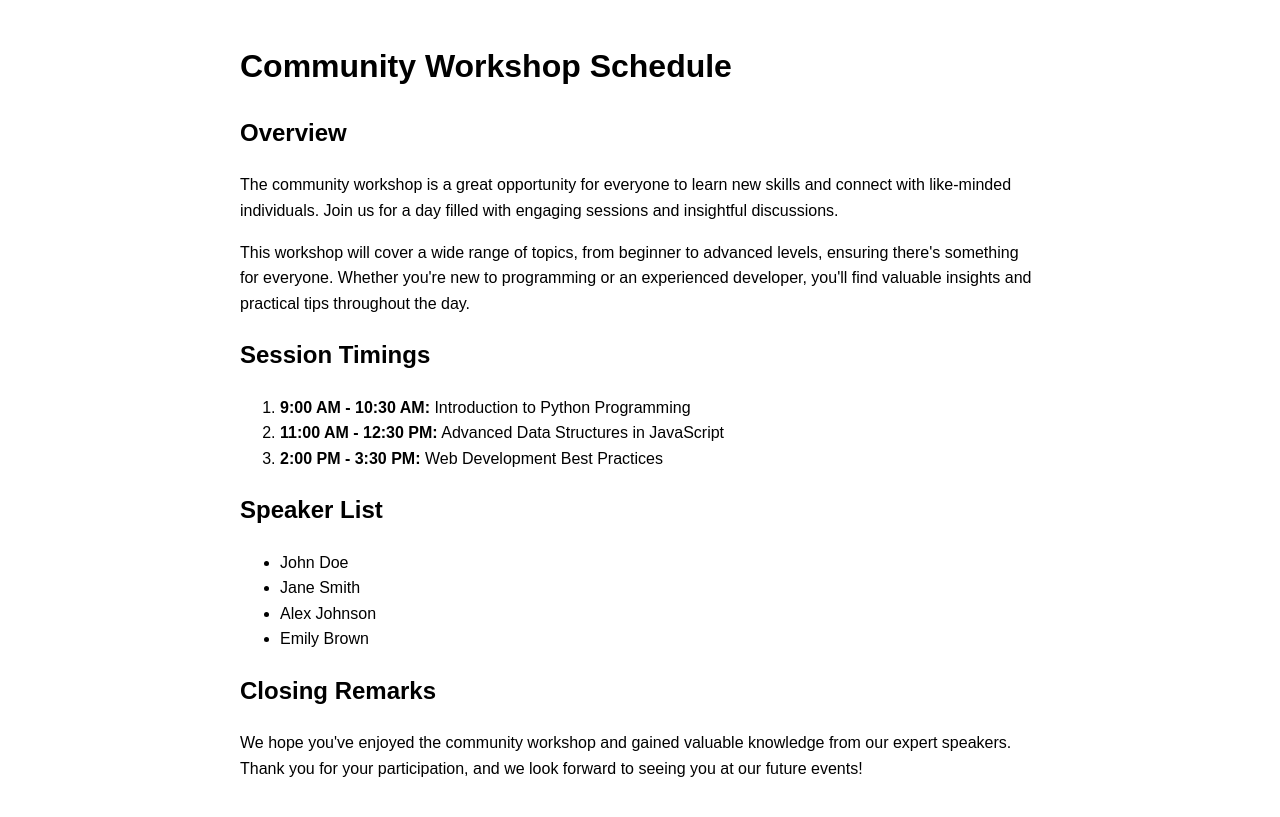 Community Workshop Schedule
Overview
The community workshop is a great opportunity for everyone to learn new skills and connect with like-minded
individuals. Join us for a day filled with engaging sessions and insightful discussions.
This workshop will cover a wide range of topics, from beginner to advanced levels, ensuring there's something
for everyone. Whether you're new to programming or an experienced developer, you'll find valuable insights and
practical tips throughout the day.
Session Timings
1. 9:00 AM - 10:30 AM: Introduction to Python Programming
2. 11:00 AM - 12:30 PM: Advanced Data Structures in JavaScript
3. 2:00 PM - 3:30 PM: Web Development Best Practices
Speaker List
• John Doe
• Jane Smith
• Alex Johnson
• Emily Brown
Closing Remarks
We hope you've enjoyed the community workshop and gained valuable knowledge from our expert speakers.
Thank you for your participation, and we look forward to seeing you at our future events!